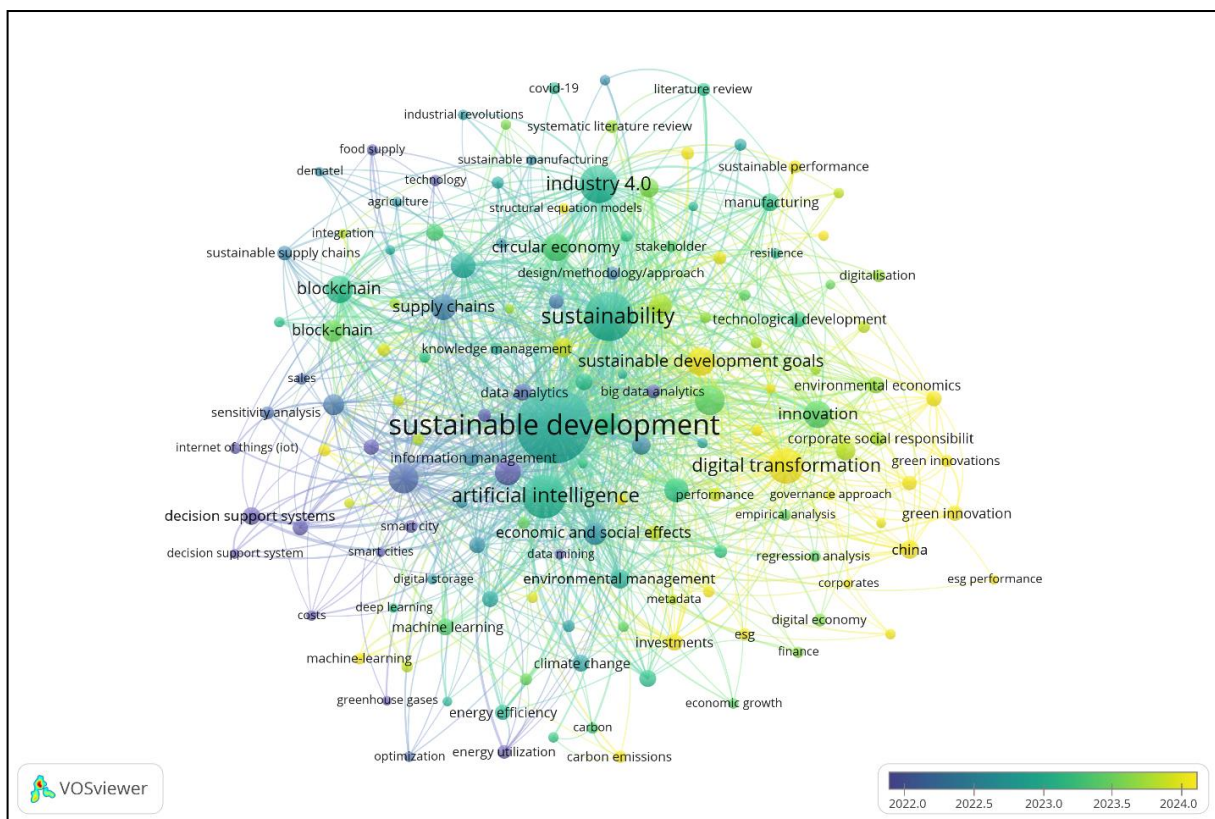 covid-19
literature review
industrial revolutions
systematic literature review
food supply
sustainable manufacturing
sustainable performance
dematel
technology
industry 4.0
agriculture
structural equation models
manufacturing
integration
circular economy
stakeholder
sustainable supply chains
resilience
design/methodology/approach
digitalisation
blockchain
supply chains
sustainability
technological development
block-chain
knowledge management
sustainable development goals
sales
data analytics
big data analytics
environmental economics
sensitivity analysis
sustainable development
innovation
internet of things (iot)
information management
corporate social responsibilit
digital transformation
green innovations
artificial intelligence
performance
governance approach
decision support systems
smart city
economic and social effects
empirical analysis
green innovation
decision support system
smart cities
data mining
china
regression analysis
digital storage
environmental management
corporates
esg performance
costs
deep learning
metadata
machine learning
digital economy
investments
esg
machine-learning
climate change
finance
greenhouse gases
energy efficiency
economic growth
carbon
optimization
energy utilization
carbon emissions
VOSviewer
2022.0 2022.5 2023.0 2023.5 2024.0